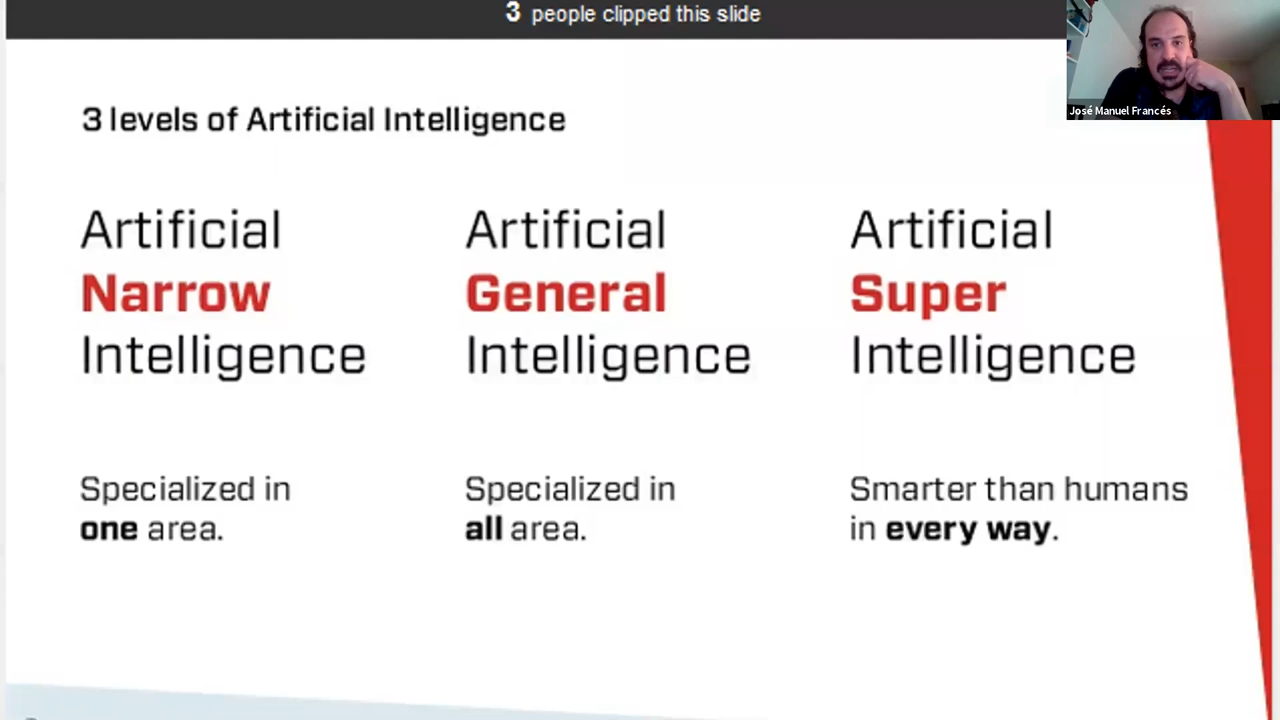 3 people clipped this slide
José Manuel Francés
3 levels of Artificial Intelligence
Artificial
Narrow
Intelligence
Specialized in
one area.
Artificial
General
Intelligence
Specialized in
all area.
Artificial
Super
Intelligence
Smarter than humans
in every way.